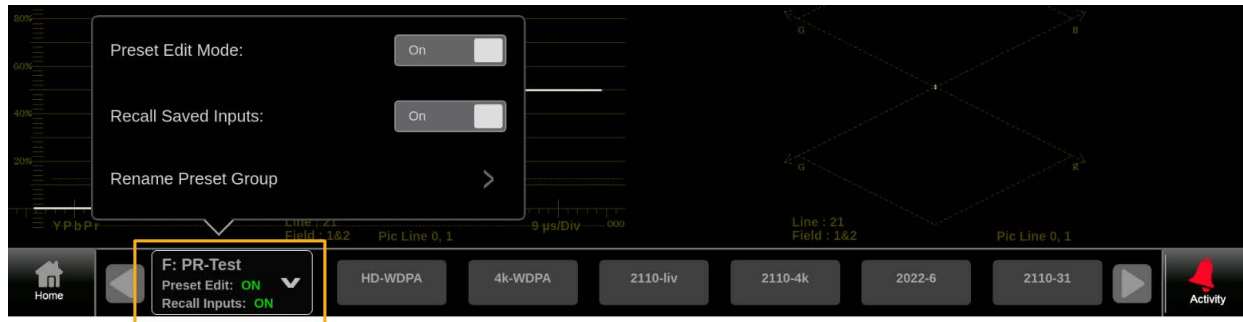 80%
60%
40%
20%
Preset Edit Mode:
On
Recall Saved Inputs:
On
Rename Preset Group
YPbPr
Line : 21
Field : 1&2
Pic Line 0, 1
9 µs/Div
000
G
R
G
R
Line : 21
Field : 1&2
Pic Line 0, 1
Home
F: PR-Test
Preset Edit: ON
Recall Inputs: ON
HD-WDPA
4k-WDPA
2110-liv
2110-4k
2022-6
2110-31
Activity